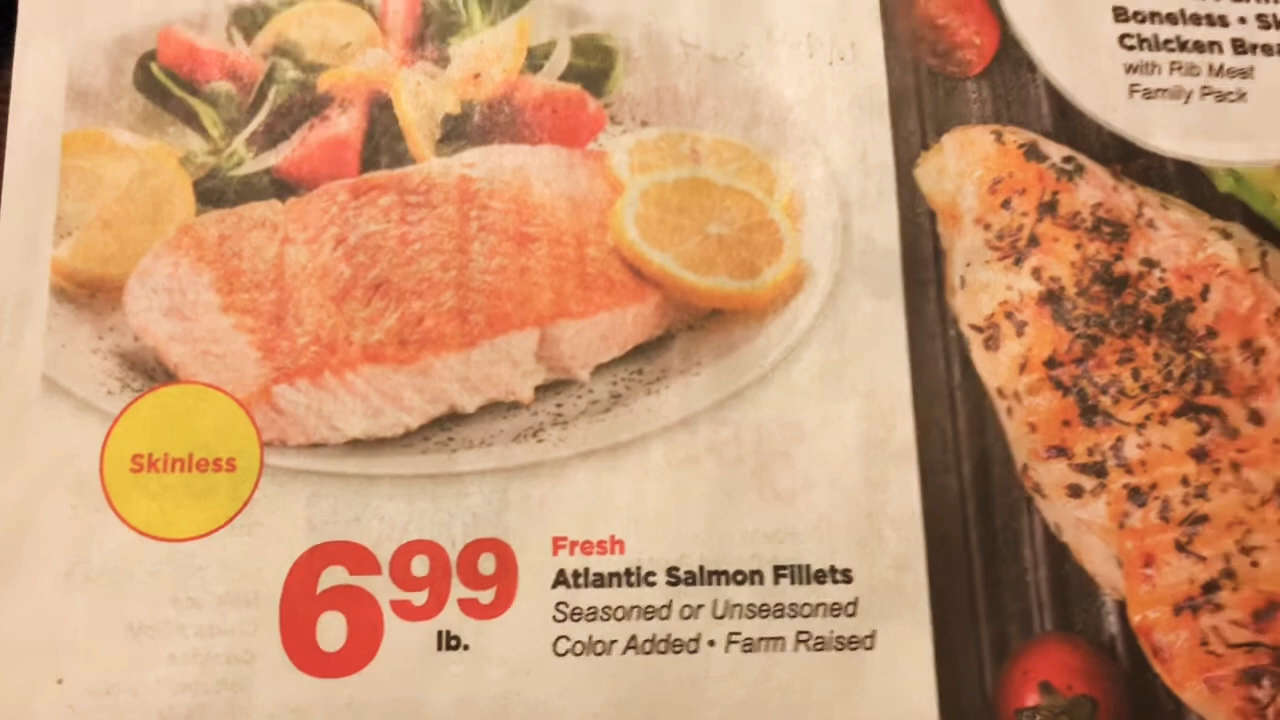 Boneless •
Chicken
with Rib Meat
Family Pack
Skinless
6.99
lb.
Fresh
Atlantic Salmon Fillets
Seasoned or Unseasoned
Color Added • Farm Raised